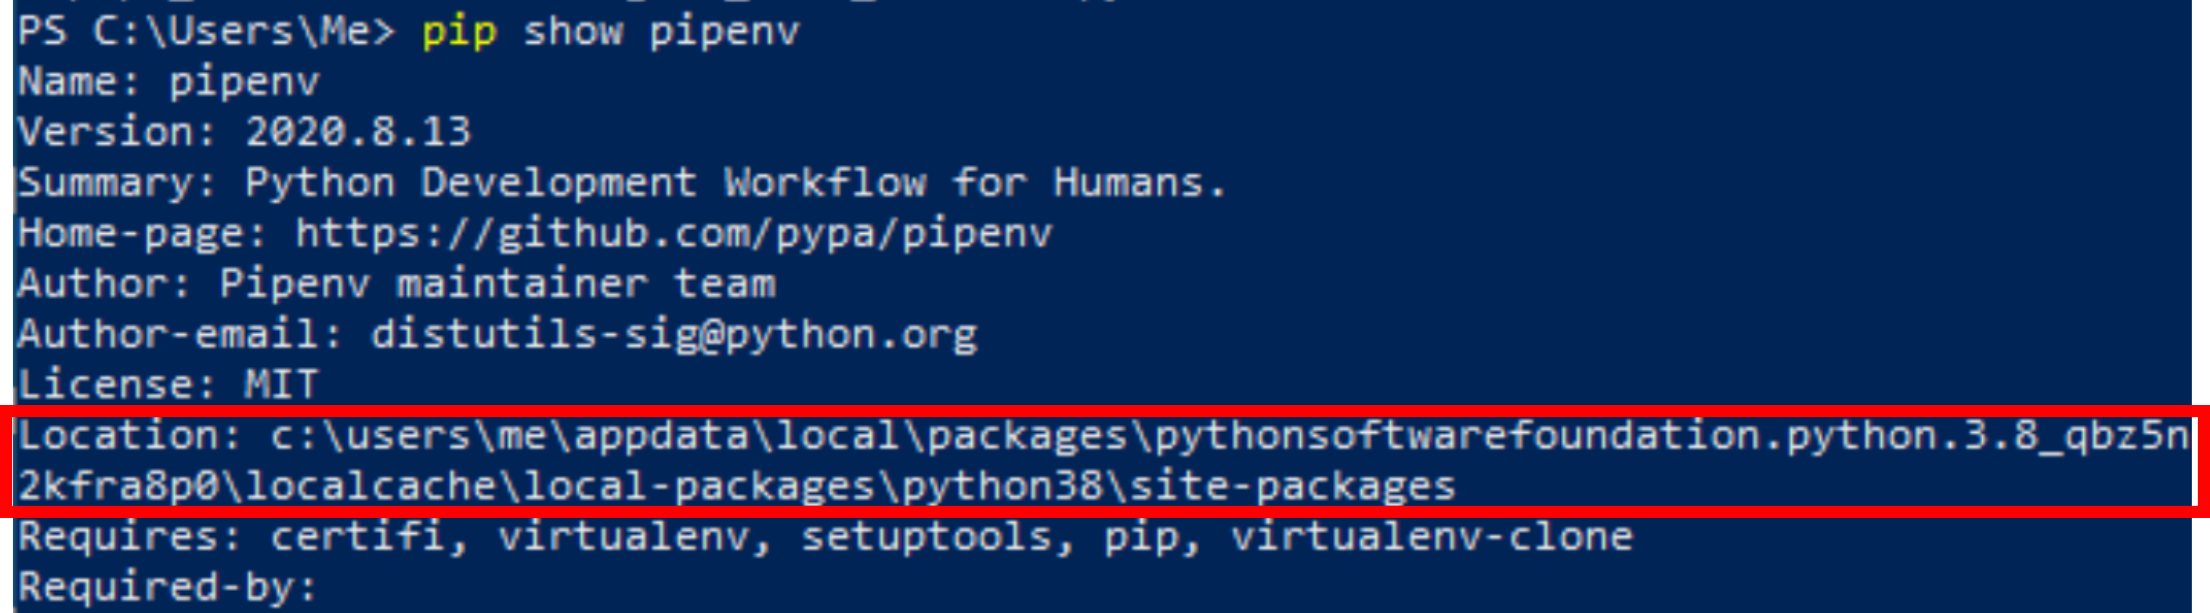 PS C:\Users\Me> pip show pipenv
Name: pipenv
Version: 2020.8.13
Summary: Python Development Workflow for Humans.
Home-page: https://github.com/pypa/pipenv
Author: Pipenv maintainer team
Author-email: distutils-sig@python.org
License: MIT
Location: c:\users\me\appdata\local\packages\pythonsoftwarefoundation.python.3.8_qbz5n
2kfra8p0\localcache\local-packages\python38\site-packages
Requires: certifi, virtualenv, setuptools, pip, virtualenv-clone
Required-by: